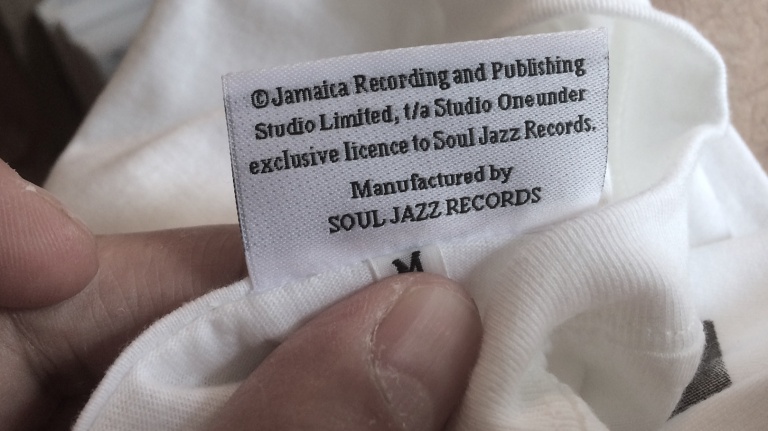 ©Jamaica Recording and Publishing
Studio Limited, t/a Studio One under
exclusive licence to Soul Jazz Records.
Manufactured by
SOUL JAZZ RECORDS
M